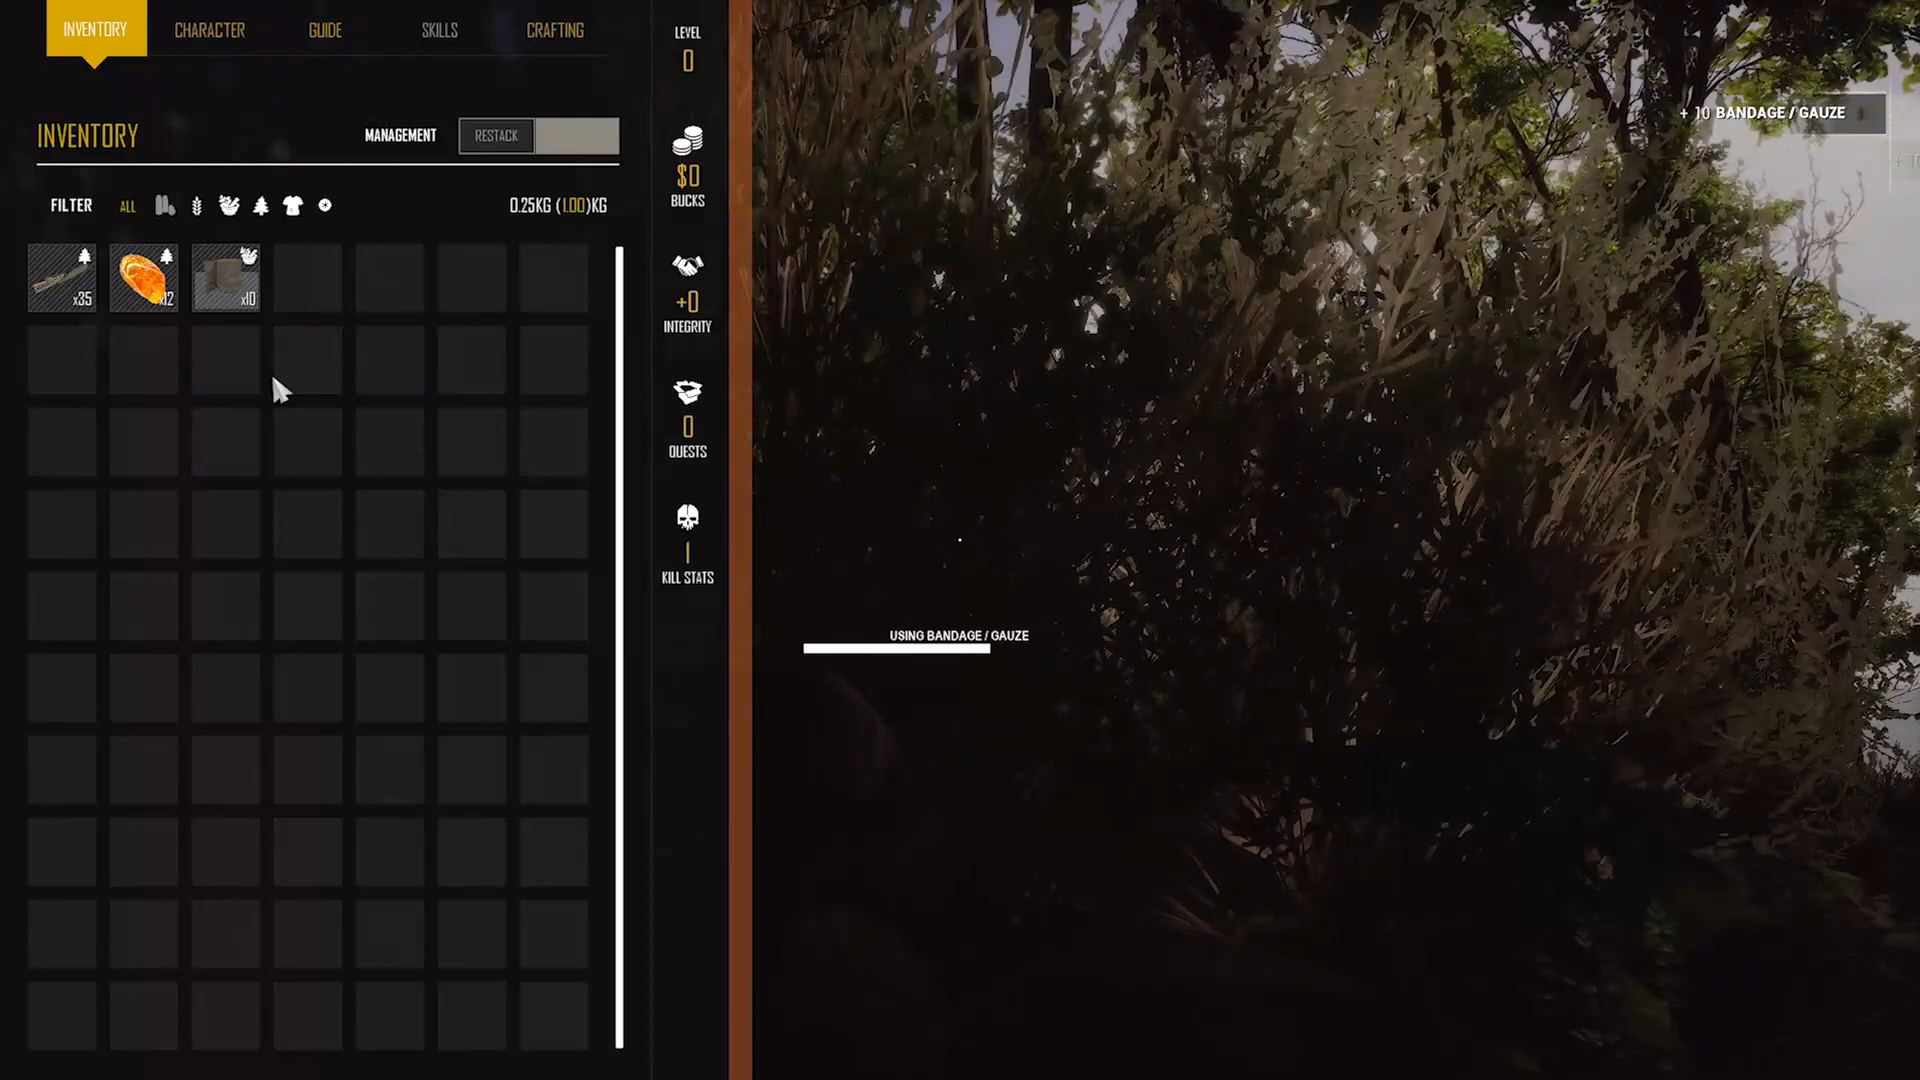 INVENTORY CHARACTER GUIDE SKILLS CRAFTING
INVENTORY
MANAGEMENT RESTACK
FILTER ALL 0.25KG (1.00)KG
x35 x12 x10
LEVEL
0
$0
BUCKS
+0
INTEGRITY
0
QUESTS
1
KILL STATS
+ 10 BANDAGE / GAUZE
USING BANDAGE / GAUZE